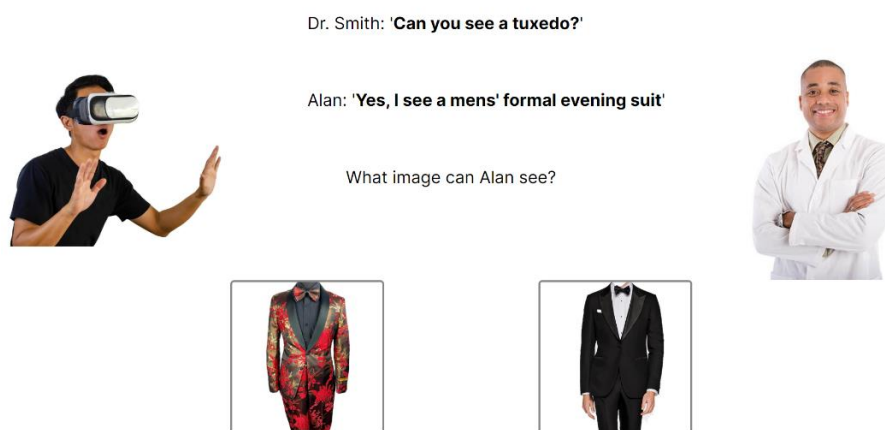 Dr. Smith: 'Can you see a tuxedo?'
Alan: 'Yes, I see a mens' formal evening suit'
What image can Alan see?